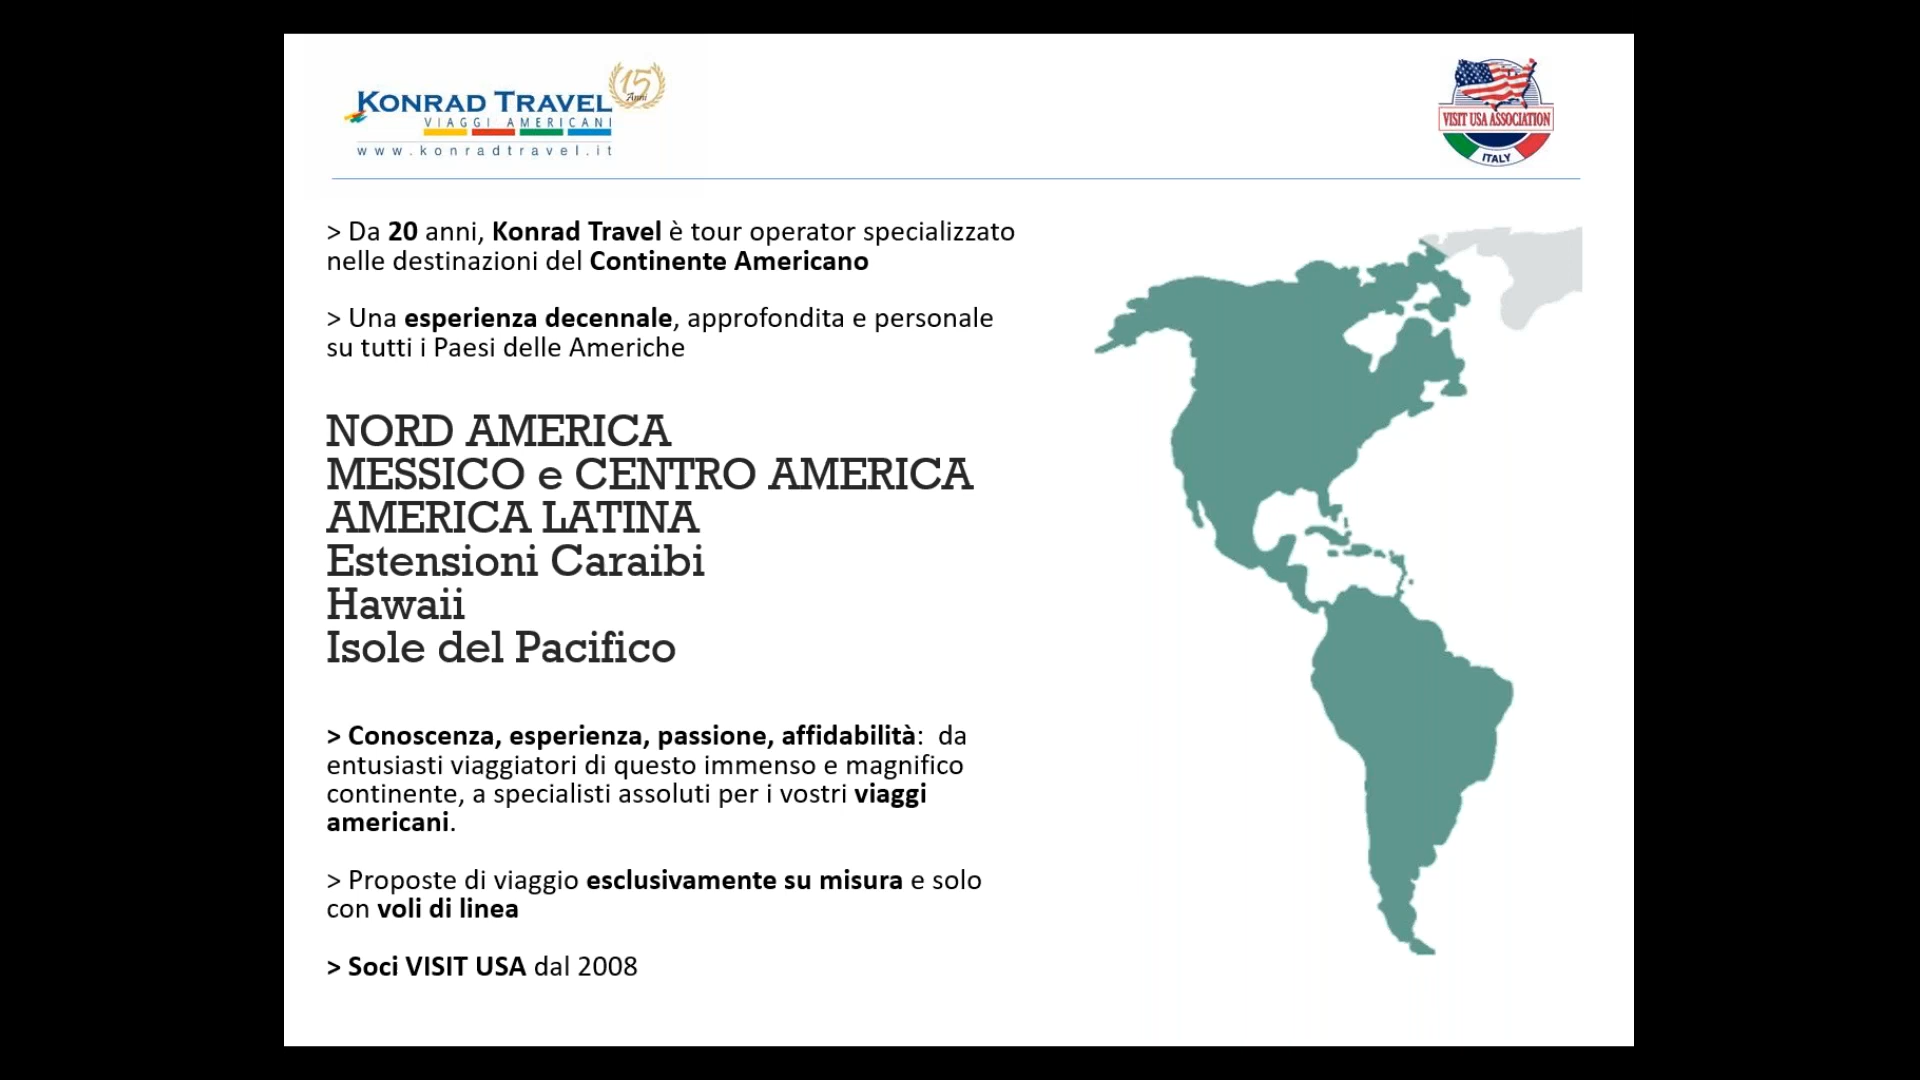 KONRAD TRAVEL
15
Anni
VIAGGI AMERICANI
www.konradtravel.it
VISIT USA ASSOCIATION
ITALY
> Da 20 anni, Konrad Travel è tour operator specializzato
nelle destinazioni del Continente Americano
> Una esperienza decennale, approfondita e personale
su tutti i Paesi delle Americhe
NORD AMERICA
MESSICO e CENTRO AMERICA
AMERICA LATINA
Estensioni Caraibi
Hawaii
Isole del Pacifico
> Conoscenza, esperienza, passione, affidabilità: da
entusiasti viaggiatori di questo immenso e magnifico
continente, a specialisti assoluti per i vostri viaggi
americani.
> Proposte di viaggio esclusivamente su misura e solo
con voli di linea
> Soci VISIT USA dal 2008